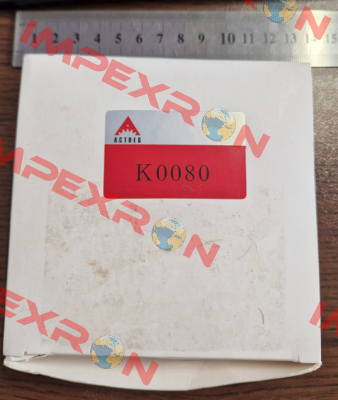 1 2 3 4 5 6 7 8 9 10 11 12 13 14 15
IMPEXRON
ACTREG
K0080
IMPEXRON
IMPEXRON
IMPEXRON